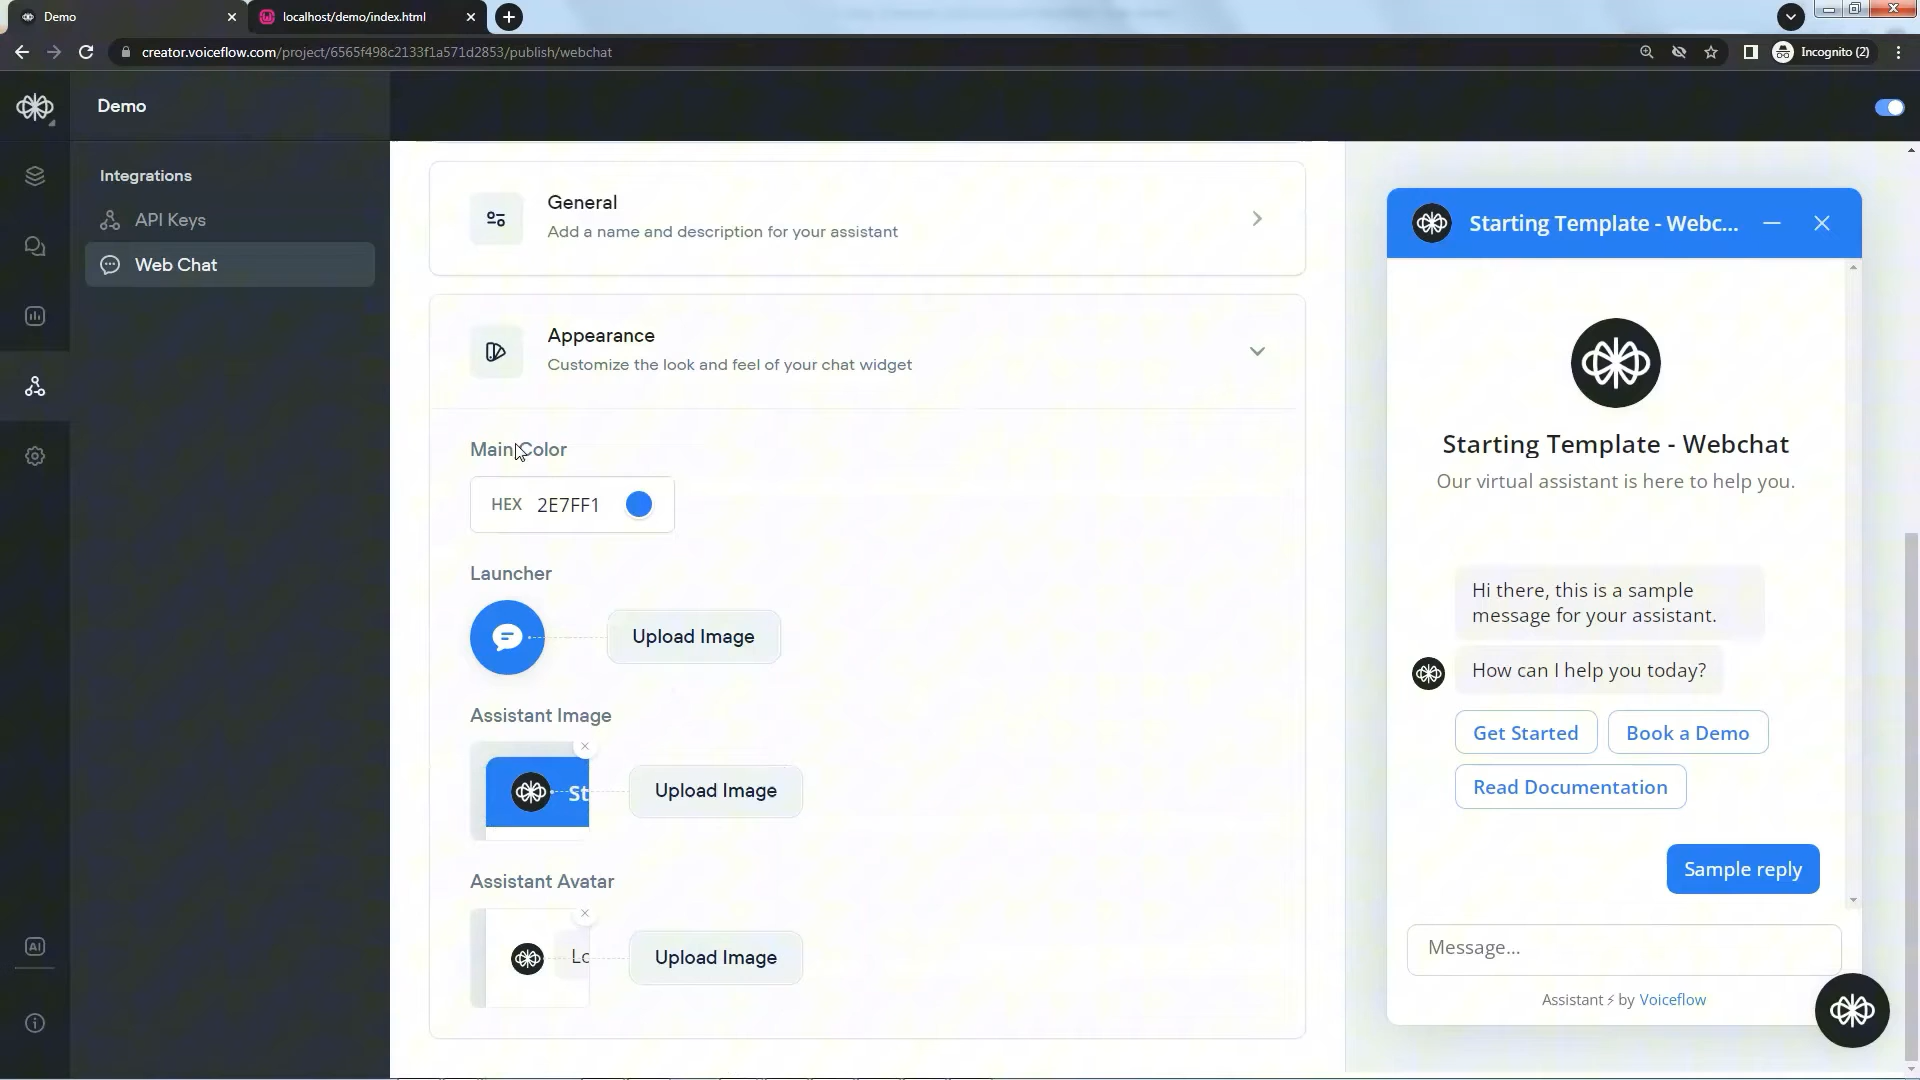 Demo
localhost/demo/index.html
creator.voiceflow.com/project/6565f498c2133f1a571d2853/publish/webchat
Incognito (2)
Demo
Integrations
API Keys
Web Chat
AI
General
Add a name and description for your assistant
Appearance
Customize the look and feel of your chat widget
Main Color
HEX 2E7FF1
Launcher
Upload Image
Assistant Image
St
Upload Image
Assistant Avatar
Lo
Upload Image
Starting Template - Webc...
Starting Template - Webchat
Our virtual assistant is here to help you.
Hi there, this is a sample
message for your assistant.
How can I help you today?
Get Started
Book a Demo
Read Documentation
Sample reply
Message...
Assistant⚡by Voiceflow